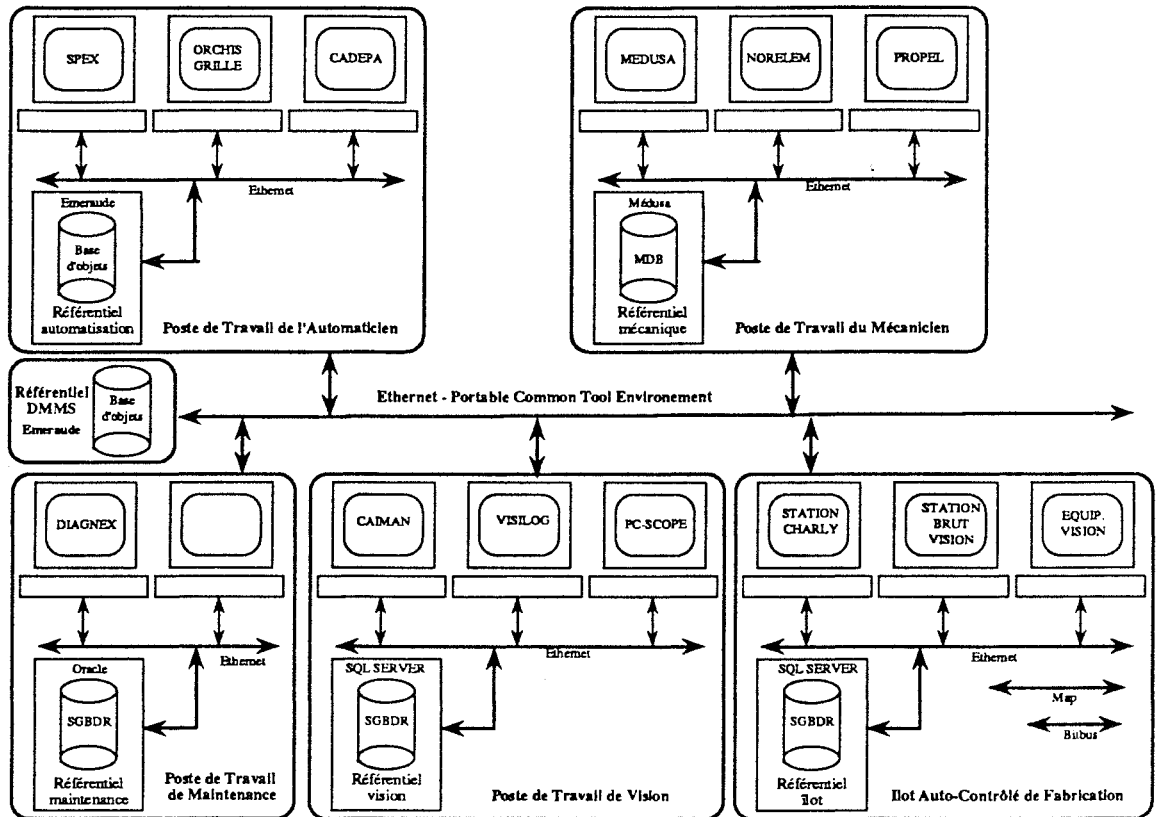 SPEX
ORCHIS
GRILLE
CADEPA
Ethernet
Emeraude
Base
d'objets
Référentiel
automatisation
Poste de Travail de l'Automaticien
MEDUSA
NORELEM
PROPEL
Ethernet
Médusa
MDB
Référentiel
mécanique
Poste de Travail du Mécanicien
Référentiel
DMMS
Emeraude
Base
d'objets
Ethernet - Portable Common Tool Environement
DIAGNEX
Ethernet
Oracle
SGBDR
Référentiel
maintenance
Poste de Travail
de Maintenance
CAIMAN
VISILOG
PC-SCOPE
Ethernet
SQL SERVER
SGBDR
Référentiel
vision
Poste de Travail de Vision
STATION
CHARLY
STATION
BRUT
VISION
EQUIP.
VISION
Ethernet
SQL SERVER
SGBDR
Référentiel
îlot
Map
Bitbus
Ilot Auto-Contrôlé de Fabrication